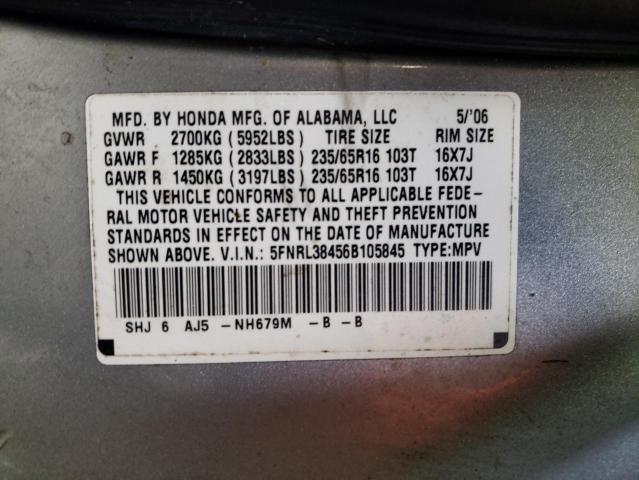 MFD. BY HONDA MFG. OF ALABAMA, LLC 5/'06
GVWR 2700KG (5952LBS) TIRE SIZE RIM SIZE
GAWR F 1285KG (2833LBS) 235/65R16 103T 16X7J
GAWR R 1450KG (3197LBS) 235/65R16 103T 16X7J
THIS VEHICLE CONFORMS TO ALL APPLICABLE FEDE-
RAL MOTOR VEHICLE SAFETY AND THEFT PREVENTION
STANDARDS IN EFFECT ON THE DATE OF MANUFACTURE
SHOWN ABOVE. V.I.N.: 5FNRL38456B105845 TYPE:MPV
SHJ 6 AJ5 -NH679M -B -B